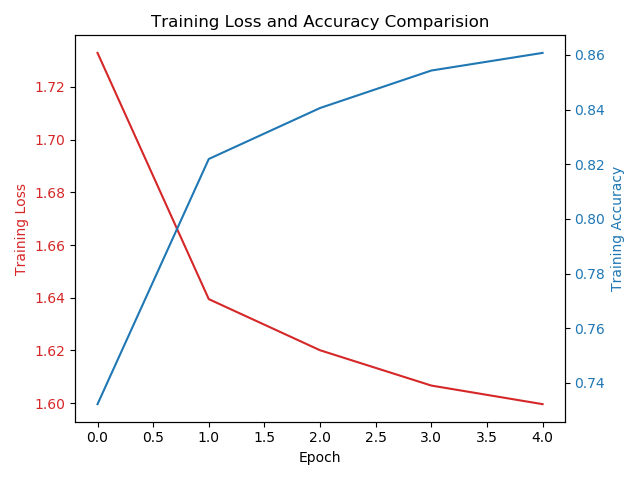 Training Loss and Accuracy Comparision
1.72
1.70
1.68
1.66
1.64
1.62
1.60
Training Loss
0.86
0.84
0.82
0.80
0.78
0.76
0.74
Training Accuracy
0.0 0.5 1.0 1.5 2.0 2.5 3.0 3.5 4.0
Epoch